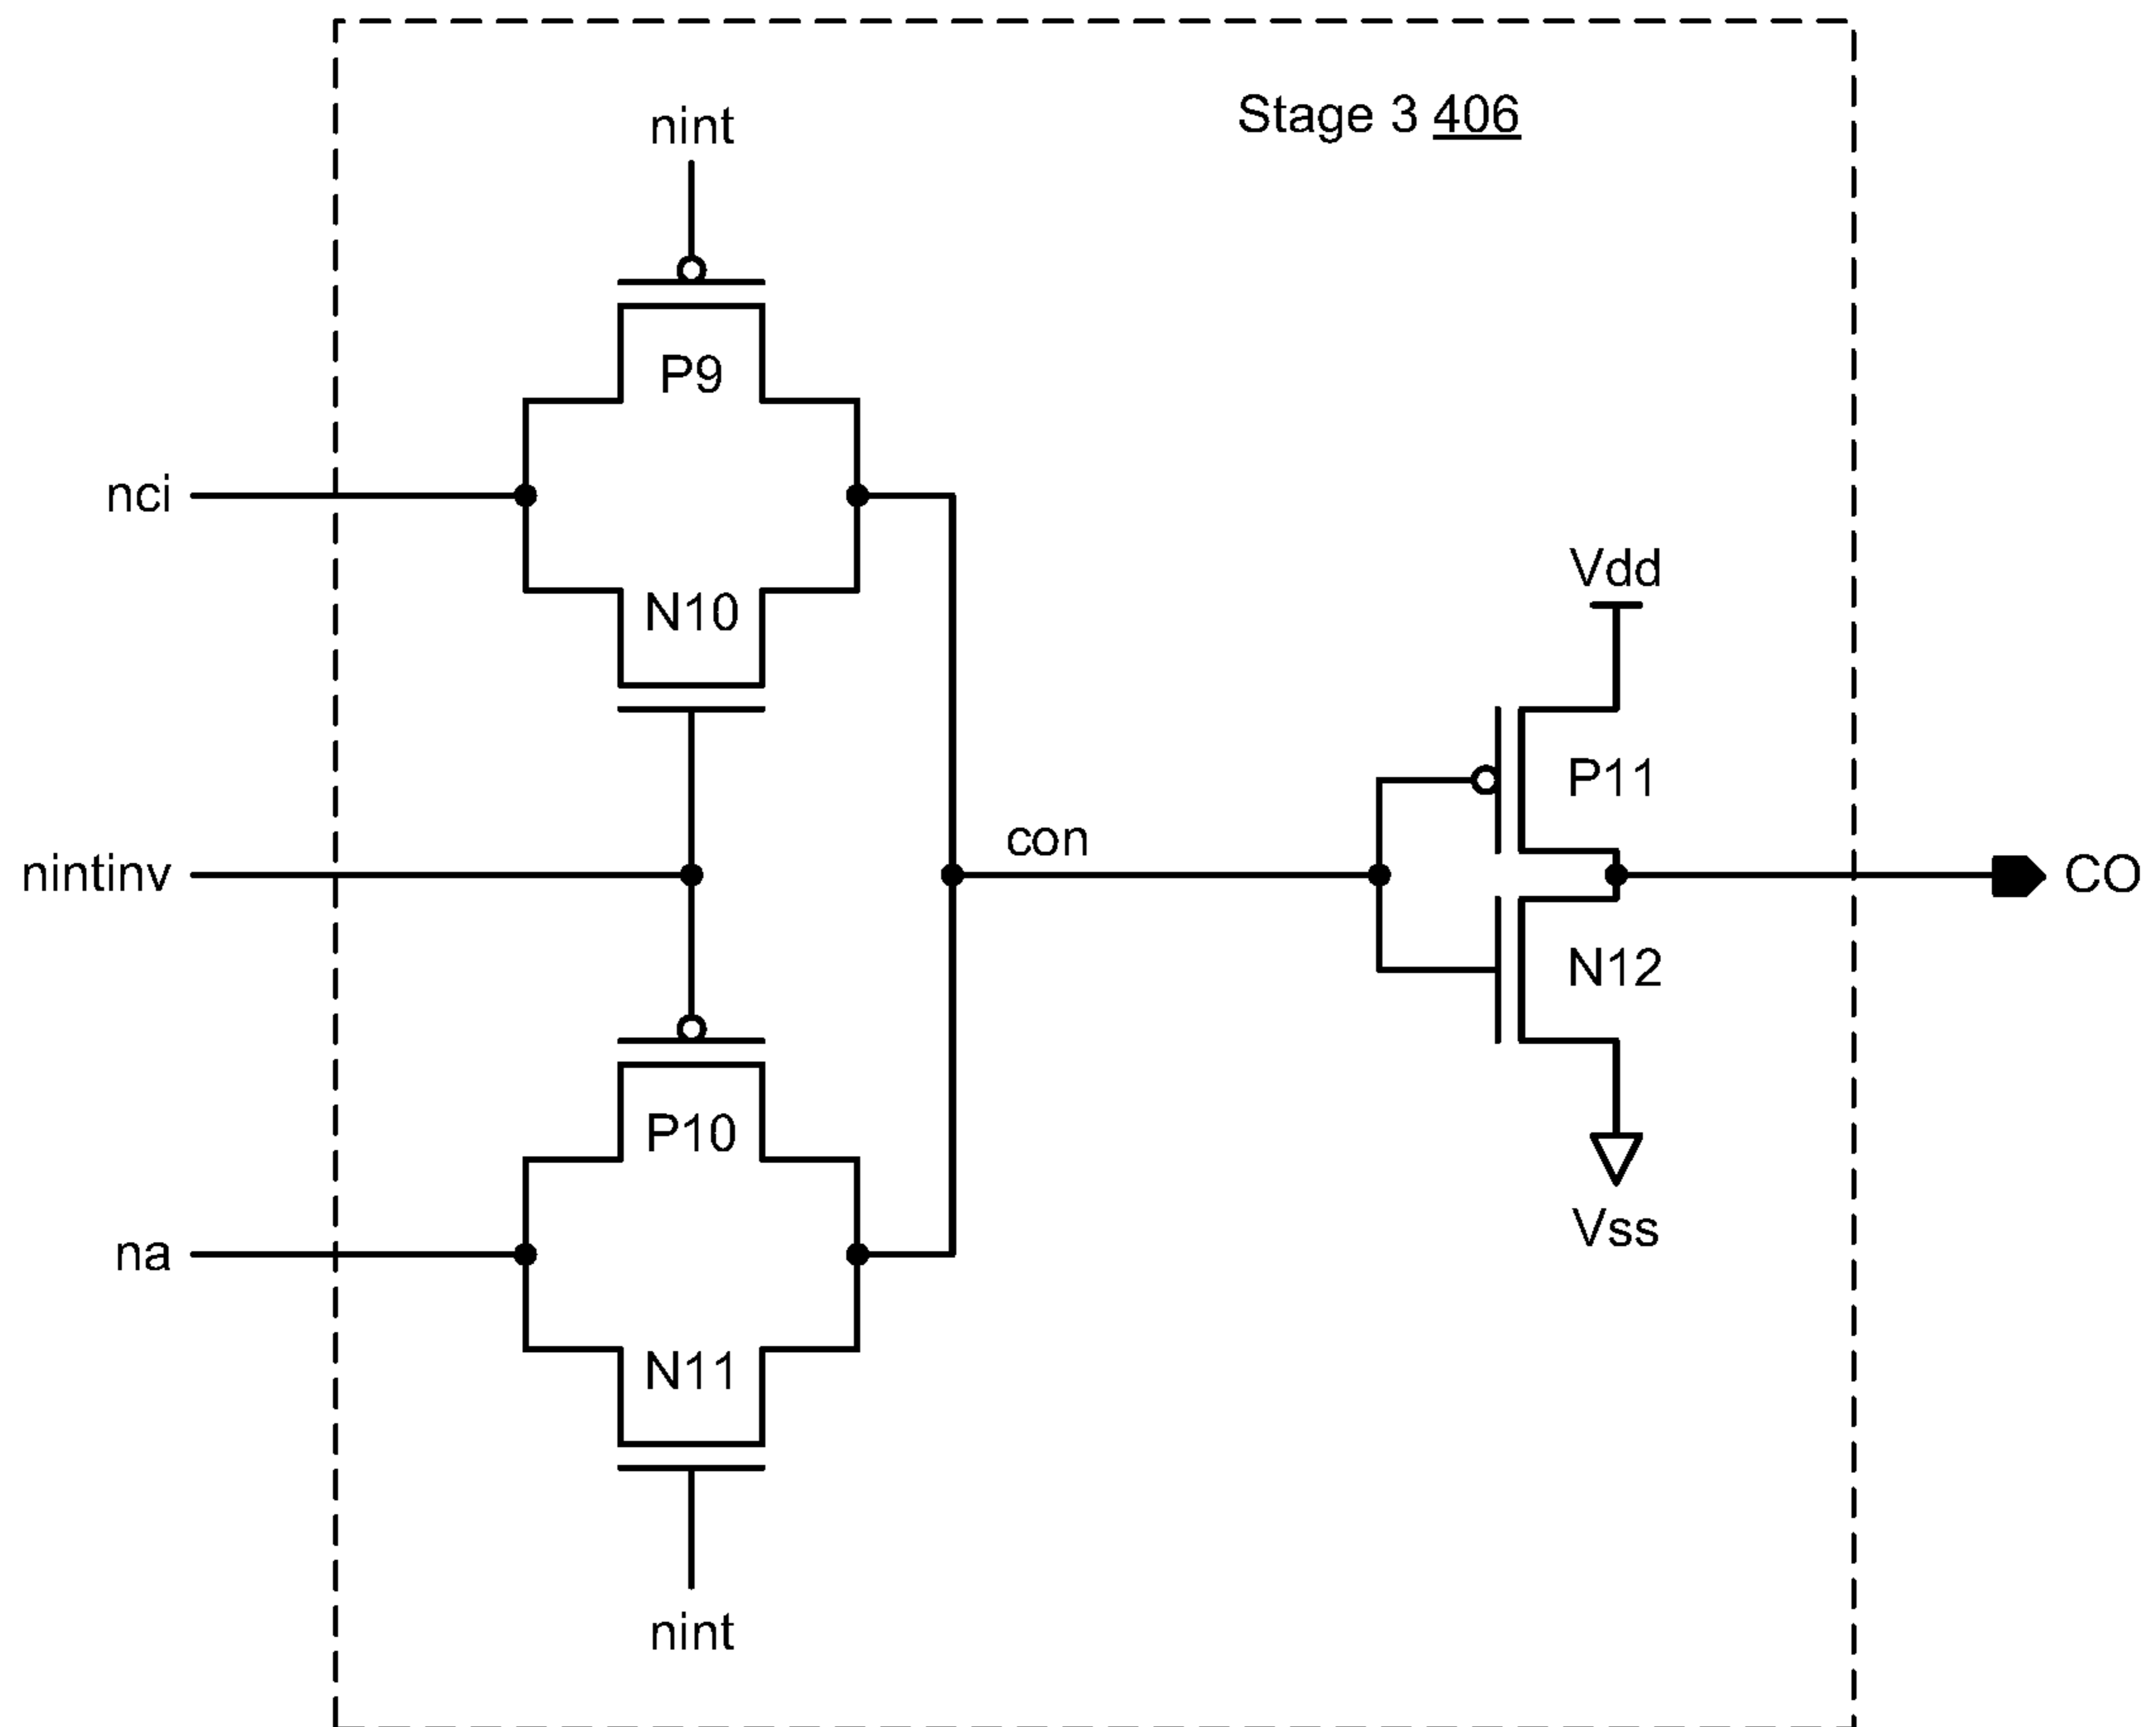 Stage 3 406
nint
P9
nci
N10
Vdd
P11
con
nintinv
CO
N12
P10
Vss
na
N11
nint